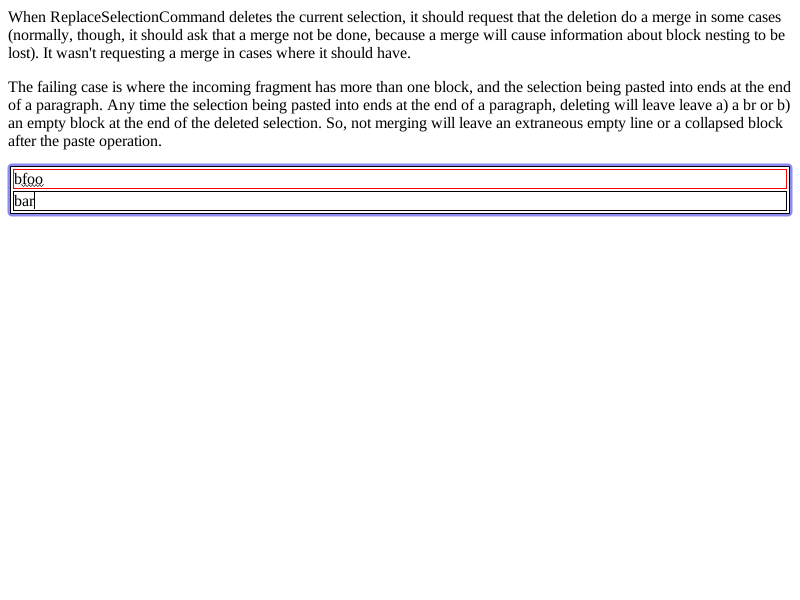 When ReplaceSelectionCommand deletes the current selection, it should request that the deletion do a merge in some cases
(normally, though, it should ask that a merge not be done, because a merge will cause information about block nesting to be
lost). It wasn't requesting a merge in cases where it should have.
The failing case is where the incoming fragment has more than one block, and the selection being pasted into ends at the end
of a paragraph. Any time the selection being pasted into ends at the end of a paragraph, deleting will leave leave a) a br or b)
an empty block at the end of the deleted selection. So, not merging will leave an extraneous empty line or a collapsed block
after the paste operation.
bfoo
bar